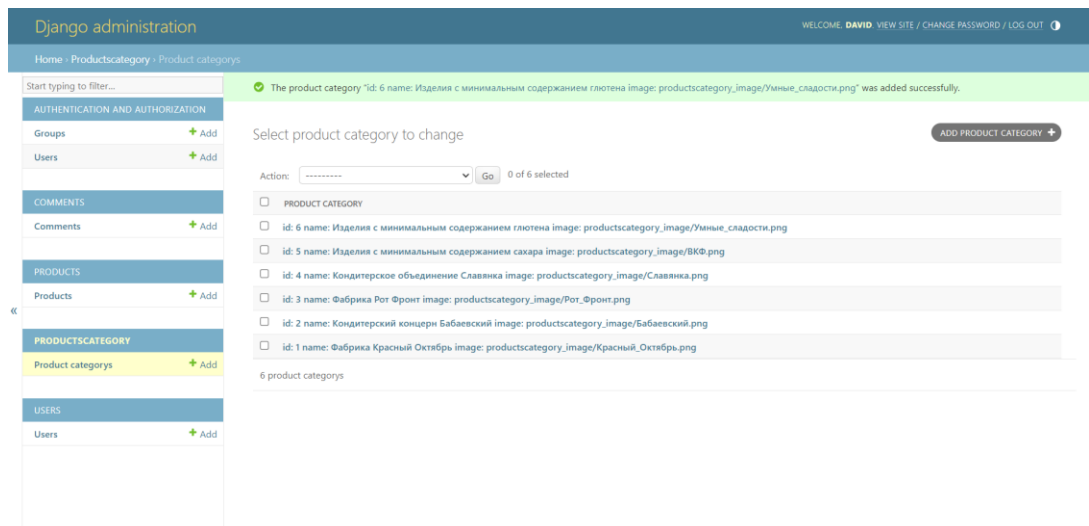 Django administration
WELCOME, DAVID. VIEW SITE / CHANGE PASSWORD / LOG OUT
Home › Productscategory › Product categorys
Start typing to filter...
AUTHENTICATION AND AUTHORIZATION
Groups + Add
Users + Add
COMMENTS
Comments + Add
PRODUCTS
Products + Add
«
PRODUCTSCATEGORY
Product categorys + Add
USERS
Users + Add
The product category "id: 6 name: Изделия с минимальным содержанием глютена image: productscategory_image/Умные_сладости.png" was added successfully.
Select product category to change
ADD PRODUCT CATEGORY +
Action: --------- Go 0 of 6 selected
PRODUCT CATEGORY
id: 6 name: Изделия с минимальным содержанием глютена image: productscategory_image/Умные_сладости.png
id: 5 name: Изделия с минимальным содержанием сахара image: productscategory_image/ВКФ.png
id: 4 name: Кондитерское объединение Славянка image: productscategory_image/Славянка.png
id: 3 name: Фабрика Рот Фронт image: productscategory_image/Рот_Фронт.png
id: 2 name: Кондитерский концерн Бабаевский image: productscategory_image/Бабаевский.png
id: 1 name: Фабрика Красный Октябрь image: productscategory_image/Красный_Октябрь.png
6 product categorys